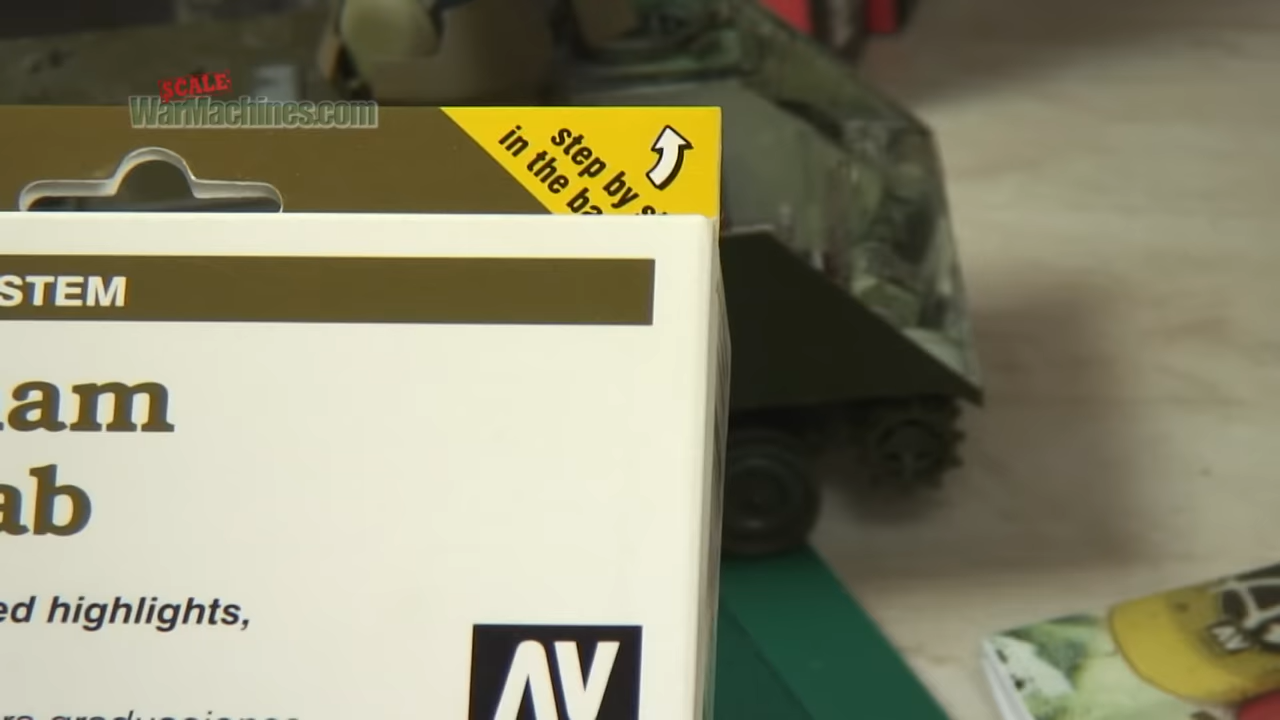 SCALE
WarMachines.com
step by s
in the ba
STEM
am
ab
ed highlights,
AV